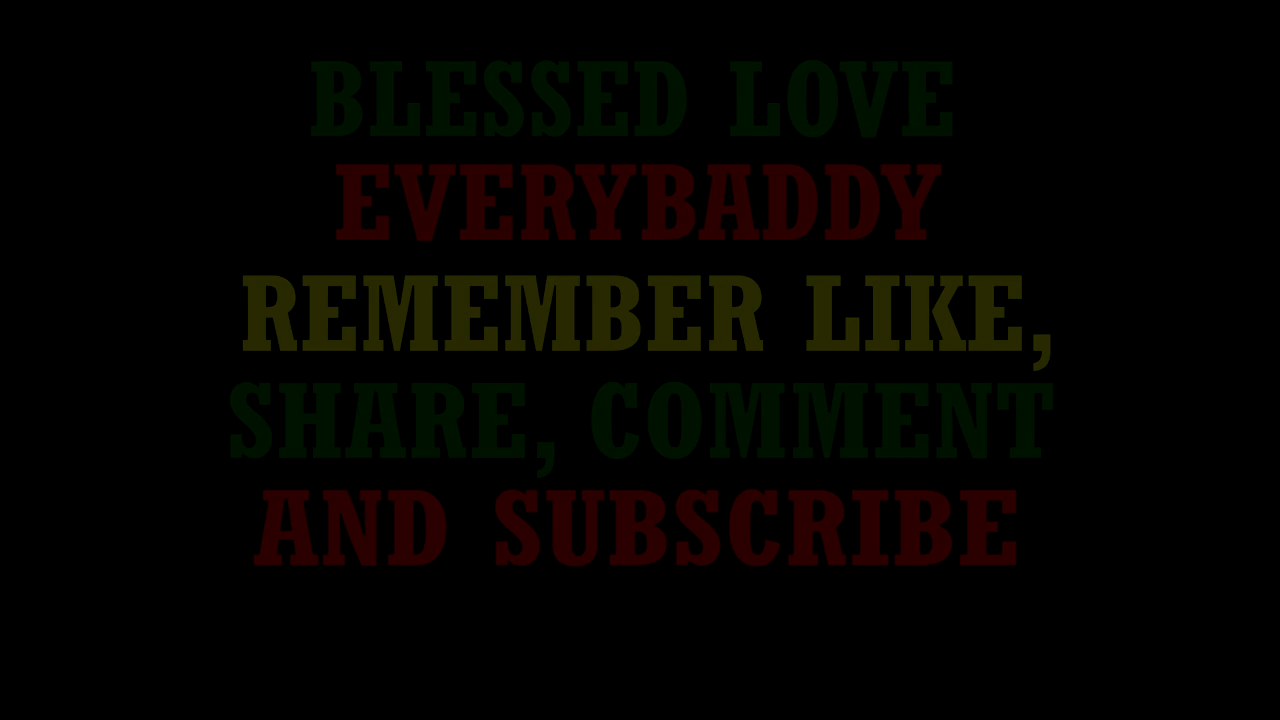 BLESSED LOVE
EVERYBADDY
REMEMBER LIKE,
SHARE, COMMENT
AND SUBSCRIBE